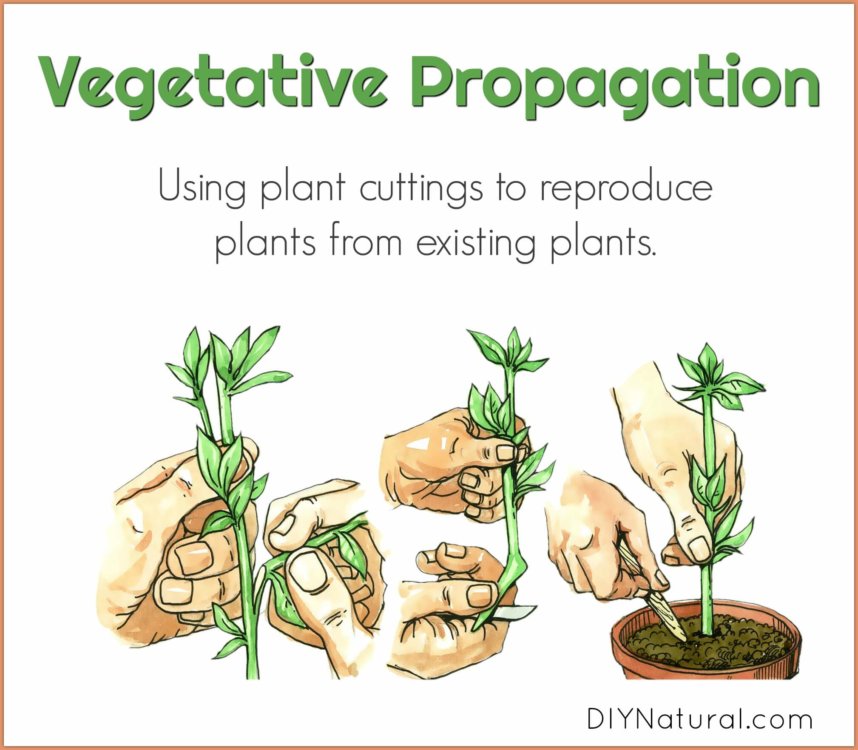 Vegetative Propagation
Using plant cuttings to reproduce
plants from existing plants.
DIYNatural.com